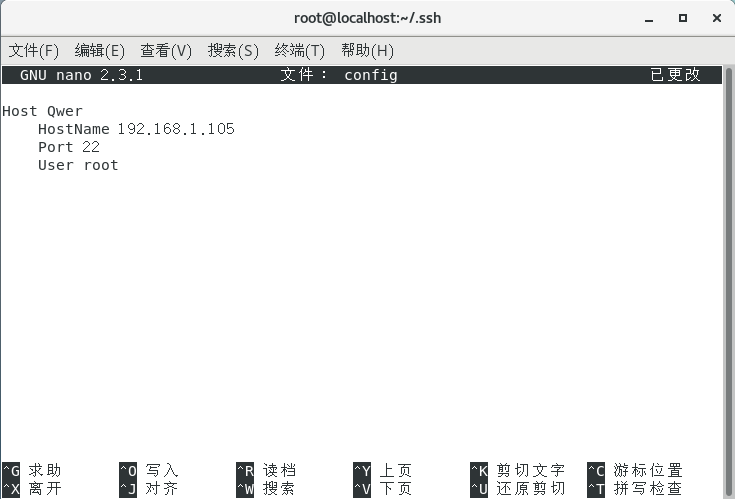 root@localhost:~/.ssh
文件(F) 编辑(E) 查看(V) 搜索(S) 终端(T) 帮助(H)
GNU nano 2.3.1 文件： config 已更改
Host Qwer
    HostName 192.168.1.105
    Port 22
    User root
^G 求助 ^O 写入 ^R 读档 ^Y 上页 ^K 剪切文字 ^C 游标位置
^X 离开 ^J 对齐 ^W 搜索 ^V 下页 ^U 还原剪切 ^T 拼写检查